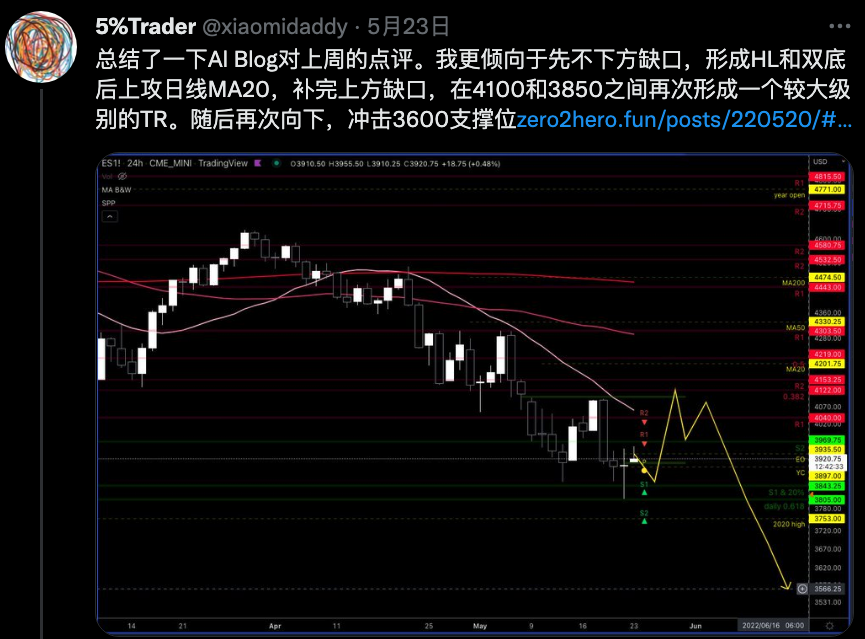 5%Trader @xiaomidaddy · 5月23日
总结了一下Al Blog对上周的点评。我更倾向于先不下方缺口，形成HL和双底
后上攻日线MA20，补完上方缺口，在4100和3850之间再次形成一个较大级
别的TR。随后再次向下，冲击3600支撑位zero2hero.fun/posts/220520/#...
ES1! · 24h · CME_MINI · TradingView O3910.50 H3955.50 L3910.25 C3920.75 +18.75 (+0.48%)
USD
Vol
MA B&W
SPP
4815.50
R1
4771.00
year open
4715.75
R2
4600.00
4580.75
R2
4532.50
R2
4474.50
MA200
4443.00
R1
4360.00
4330.25
MA50
4303.50
R1
4280.00
4219.00
4201.75
MA20
4153.25
R2
4122.00
0.382
4070.00
R2
4040.00
4020.00
R1
R1
3969.75
S2
3935.50
EO
3920.75
12:42:33
3897.00
YC
3843.25
S1
S1 & 20%
3805.00
daily 0.618
3780.00
S2
3753.00
2020 high
3720.00
3670.00
3620.00
3566.25
3531.00
14
21
Apr
11
25
May
9
16
23
Jun
2022/06/16 06:00